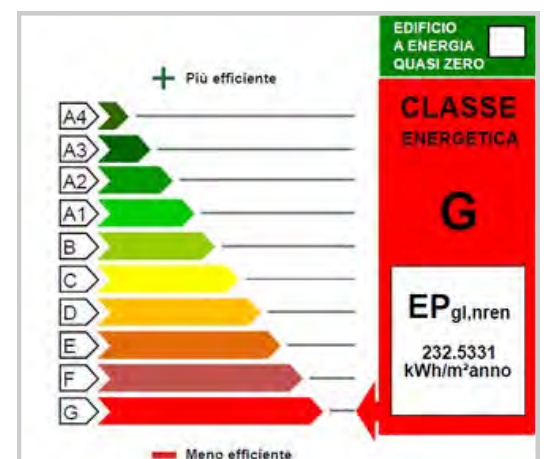 EDIFICIO
A ENERGIA
QUASI ZERO
+ Più efficiente
CLASSE
ENERGETICA
G
A4
A3
A2
A1
B
C
D
E
F
G
EPgl,nren
232.5331
kWh/m²anno
Meno efficiente